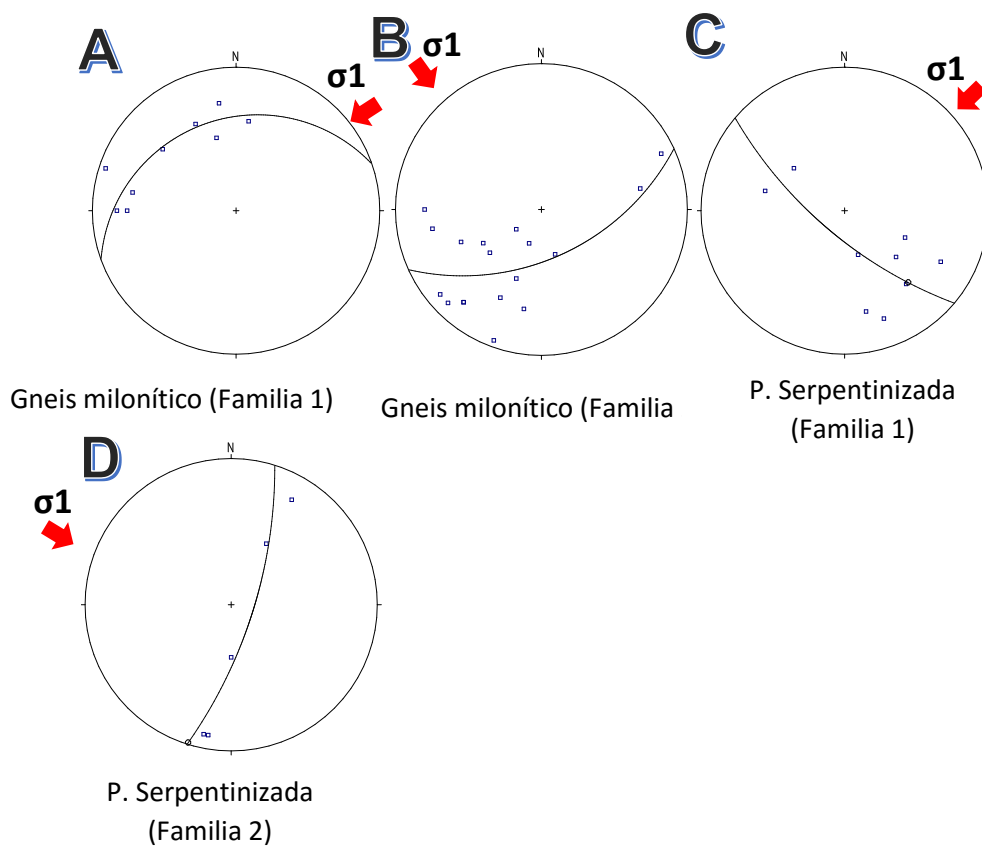 A
σ1
N
Gneis milonítico (Familia 1)
B
σ1
N
Gneis milonítico (Familia
C
σ1
N
P. Serpentinizada
(Familia 1)
D
σ1
N
P. Serpentinizada
(Familia 2)